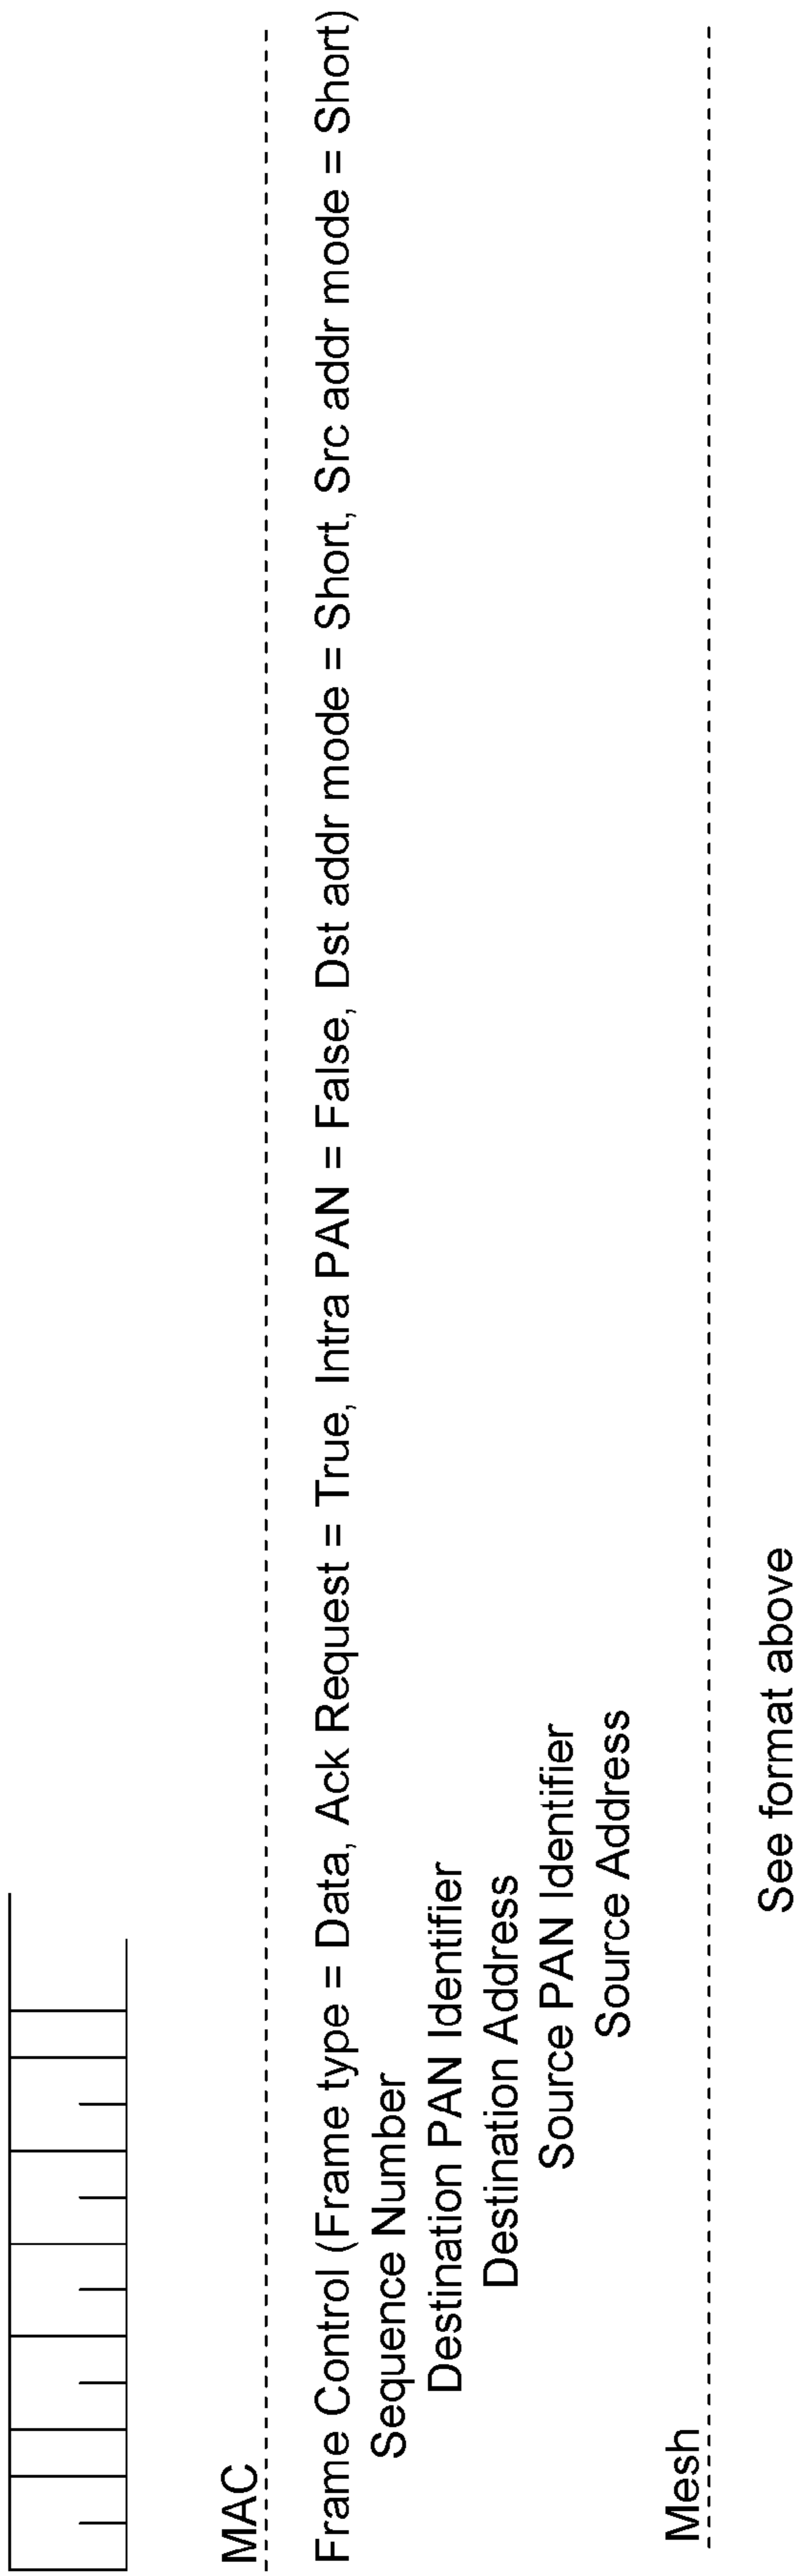 MAC
Frame Control (Frame type = Data, Ack Request = True, Intra PAN = False, Dst addr mode = Short, Src addr mode = Short)
Sequence Number
Destination PAN Identifier
Destination Address
Source PAN Identifier
Source Address
Mesh
See format above